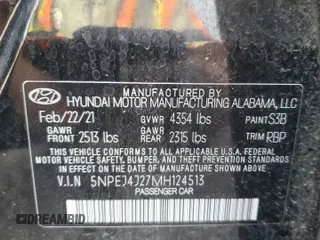 MANUFACTURED BY
HYUNDAI MOTOR MANUFACTURING ALABAMA, LLC
Feb/22/21 GVWR 4354 lbs PAINT S3B
GAWR FRONT 2513 lbs GAWR REAR 2315 lbs TRIM RBP
THIS VEHICLE CONFORMS TO ALL APPLICABLE FEDERAL MOTOR
VEHICLE SAFETY, BUMPER, AND THEFT PREVENTION STANDARDS
IN EFFECT ON THE DATE OF MANUFACTURE SHOWN ABOVE.
V.I.N 5NPEJ4J27MH124513
PASSENGER CAR
DREAMBID